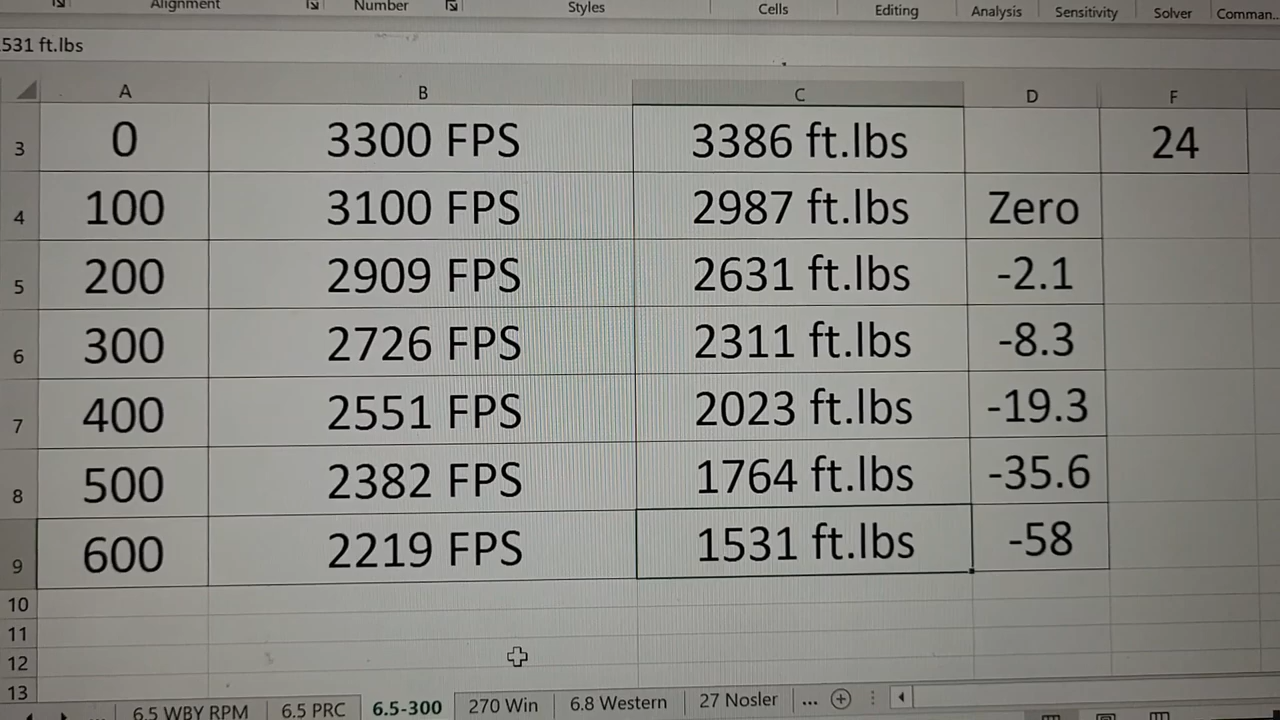 Alignment Number Styles Cells Editing Analysis Sensitivity Solver Comman...
531 ft.lbs
A B C D F
3 0 3300 FPS 3386 ft.lbs 24
4 100 3100 FPS 2987 ft.lbs Zero
5 200 2909 FPS 2631 ft.lbs -2.1
6 300 2726 FPS 2311 ft.lbs -8.3
7 400 2551 FPS 2023 ft.lbs -19.3
8 500 2382 FPS 1764 ft.lbs -35.6
9 600 2219 FPS 1531 ft.lbs -58
10
11
12
13
... 6.5 WBY RPM 6.5 PRC 6.5-300 270 Win 6.8 Western 27 Nosler ...